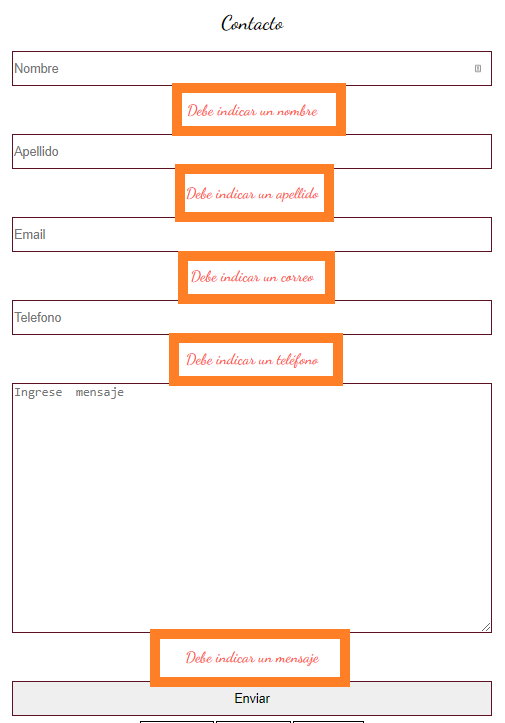 Contacto
Nombre
Debe indicar un nombre
Apellido
Debe indicar un apellido
Email
Debe indicar un correo
Telefono
Debe indicar un teléfono
Ingrese  mensaje
Debe indicar un mensaje
Enviar